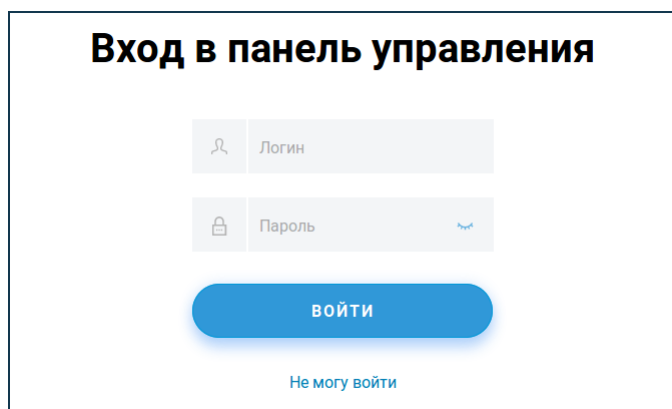 Вход в панель управления
Логин
Пароль
ВОЙТИ
Не могу войти